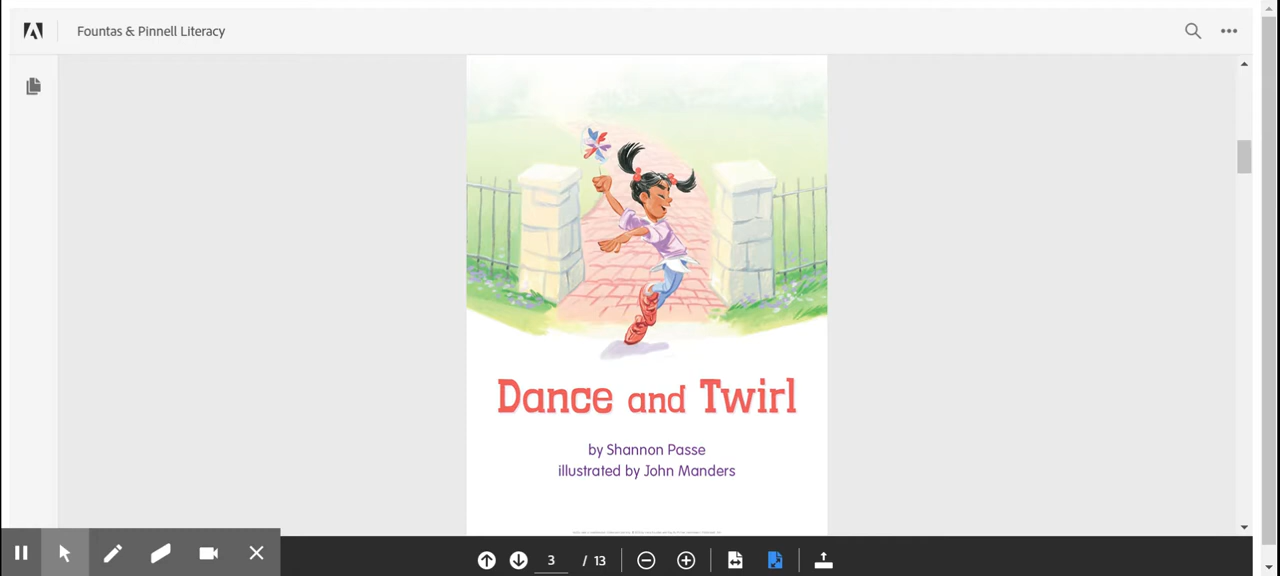 Fountas & Pinnell Literacy
Dance and Twirl
by Shannon Passe
illustrated by John Manders
3 / 13